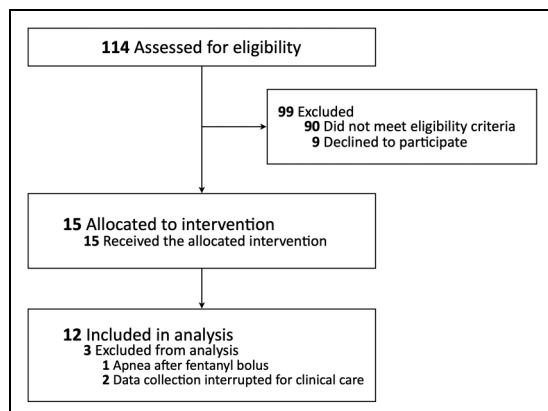 114 Assessed for eligibility
99 Excluded
90 Did not meet eligibility criteria
9 Declined to participate
15 Allocated to intervention
15 Received the allocated intervention
12 Included in analysis
3 Excluded from analysis
1 Apnea after fentanyl bolus
2 Data collection interrupted for clinical care